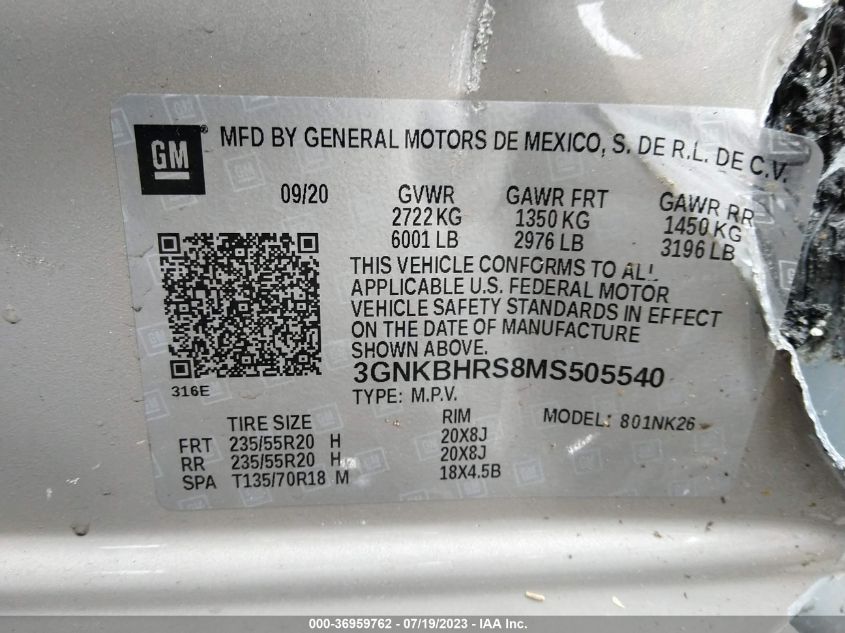 GM ® MFD BY GENERAL MOTORS DE MEXICO, S. DE R.L. DE C.V.
09/20 GVWR GAWR FRT GAWR RR
2722 KG 1350 KG 1450 KG
6001 LB 2976 LB 3196 LB
THIS VEHICLE CONFORMS TO ALL
APPLICABLE U.S. FEDERAL MOTOR
VEHICLE SAFETY STANDARDS IN EFFECT
ON THE DATE OF MANUFACTURE
SHOWN ABOVE.
3GNKBHRS8MS505540
316E TYPE: M.P.V.
TIRE SIZE RIM MODEL: 801NK26
FRT 235/55R20 H 20X8J
RR 235/55R20 H 20X8J
SPA T135/70R18 M 18X4.5B
000-36959762 - 07/19/2023 - IAA Inc.